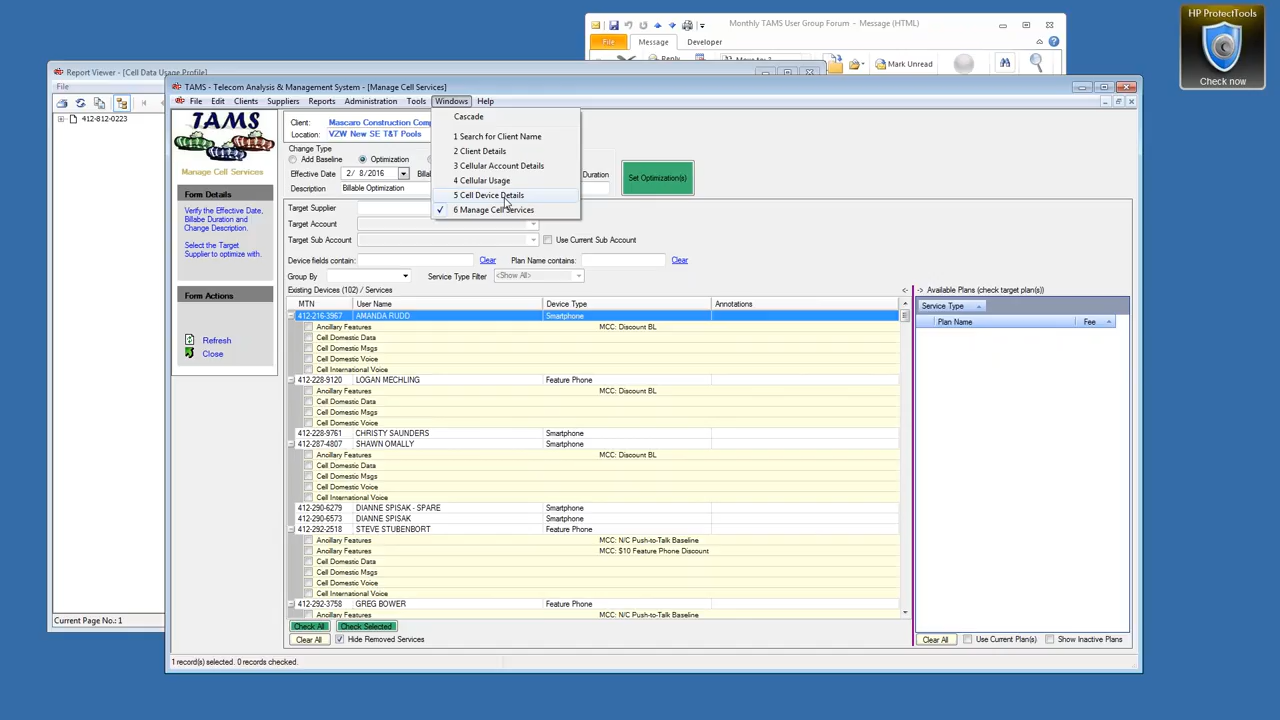 HP ProtectTools
Check now
Monthly TAMS User Group Forum - Message (HTML)
File Message Developer
Reply
Mark Unread
Report Viewer - [Cell Data Usage Profile]
File
412-812-0223
Current Page No.: 1
TAMS - Telecom Analysis & Management System - [Manage Cell Services]
File Edit Clients Suppliers Reports Administration Tools Windows Help
TAMS
Manage Cell Services
Form Details
Verify the Effective Date,
Billabe Duration and
Change Description.
Select the Target
Supplier to optimize with.
Form Actions
Refresh
Close
Client: Mascaro Construction Comp
Location: VZW New SE T&T Pools
Change Type
Add Baseline Optimization
Effective Date 2/ 8/2016 Duration
Description Billable Optimization
Set Optimization(s)
Cascade
1 Search for Client Name
2 Client Details
3 Cellular Account Details
4 Cellular Usage
5 Cell Device Details
6 Manage Cell Services
Target Supplier
Target Account
Target Sub Account Use Current Sub Account
Device fields contain: Clear Plan Name contains: Clear
Group By Service Type Filter <Show All>
Existing Devices (102) / Services
MTN User Name Device Type Annotations
412-216-3967 AMANDA RUDD Smartphone
Ancillary Features MCC: Discount BL
Cell Domestic Data
Cell Domestic Msgs
Cell Domestic Voice
Cell International Voice
412-228-9120 LOGAN MECHLING Feature Phone
Ancillary Features MCC: Discount BL
Cell Domestic Data
Cell Domestic Msgs
Cell Domestic Voice
412-228-9761 CHRISTY SAUNDERS Smartphone
412-287-4807 SHAWN OMALLY Smartphone
Ancillary Features MCC: Discount BL
Cell Domestic Data
Cell Domestic Msgs
Cell Domestic Voice
Cell International Voice
412-290-6279 DIANNE SPISAK - SPARE Smartphone
412-290-6573 DIANNE SPISAK Smartphone
412-292-2518 STEVE STUBENBORT Feature Phone
Ancillary Features MCC: N/C Push-to-Talk Baseline
Ancillary Features MCC: $10 Feature Phone Discount
Cell Domestic Data
Cell Domestic Msgs
Cell Domestic Voice
Cell International Voice
412-292-3758 GREG BOWER Feature Phone
Ancillary Features MCC: N/C Push-to-Talk Baseline
Check All Check Selected
Clear All Hide Removed Services
1 record(s) selected. 0 records checked.
-> Available Plans (check target plan(s))
Service Type
Plan Name Fee
Clear All Use Current Plan(s) Show Inactive Plans